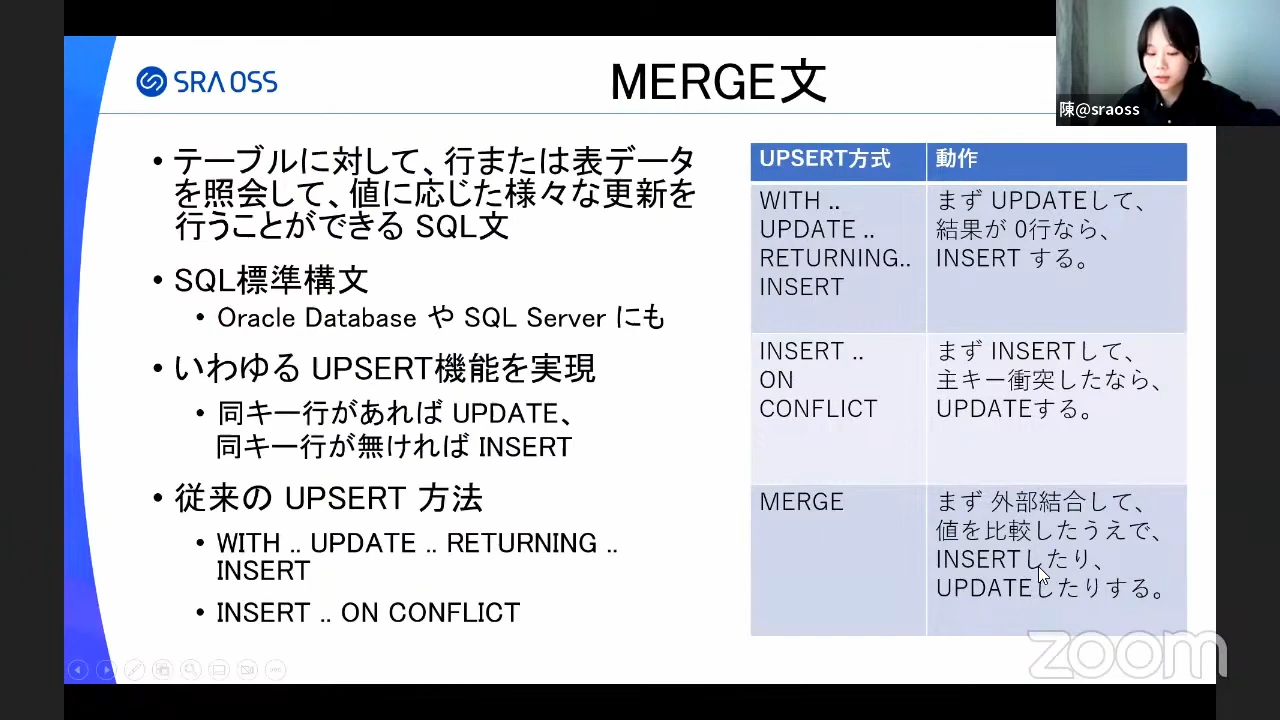 SRA OSS
MERGE文
陳@sraoss
• テーブルに対して、行または表データ
を照会して、値に応じた様々な更新を
行うことができる SQL文
• SQL標準構文
• Oracle Database や SQL Server にも
• いわゆる UPSERT機能を実現
• 同キー行があれば UPDATE、
同キー行が無ければ INSERT
• 従来の UPSERT 方法
• WITH .. UPDATE .. RETURNING ..
INSERT
• INSERT .. ON CONFLICT
UPSERT方式
動作
WITH ..
UPDATE ..
RETURNING..
INSERT
まず UPDATEして、
結果が 0行なら、
INSERT する。
INSERT ..
ON
CONFLICT
まず INSERTして、
主キー衝突したなら、
UPDATEする。
MERGE
まず 外部結合して、
値を比較したうえで、
INSERTしたり、
UPDATEしたりする。
zoom